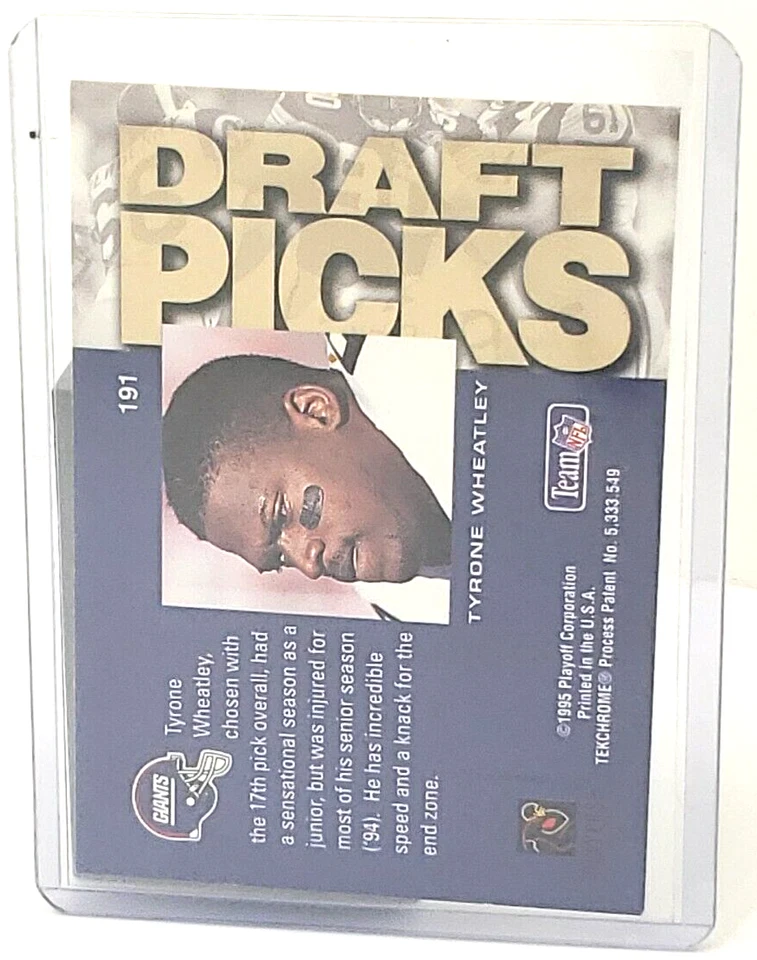 DRAFT
PICKS
191
TYRONE WHEATLEY
GIANTS
Tyrone
Wheatley,
chosen with
the 17th pick overall, had
a sensational season as a
junior, but was injured for
most of his senior season
('94). He has incredible
speed and a knack for the
end zone.
Team NFL
©1995 Playoff Corporation
Printed in the U.S.A.
TEKCHROME® Process Patent No. 5,333,549